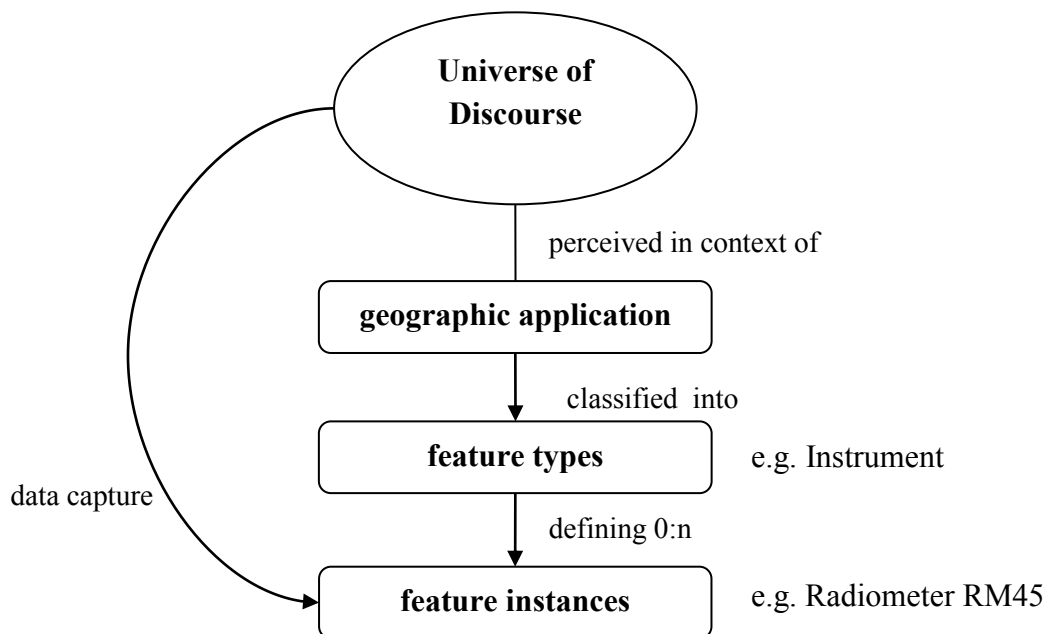 Universe of
Discourse
perceived in context of
geographic application
classified into
feature types
e.g. Instrument
data capture
defining 0:n
feature instances
e.g. Radiometer RM45